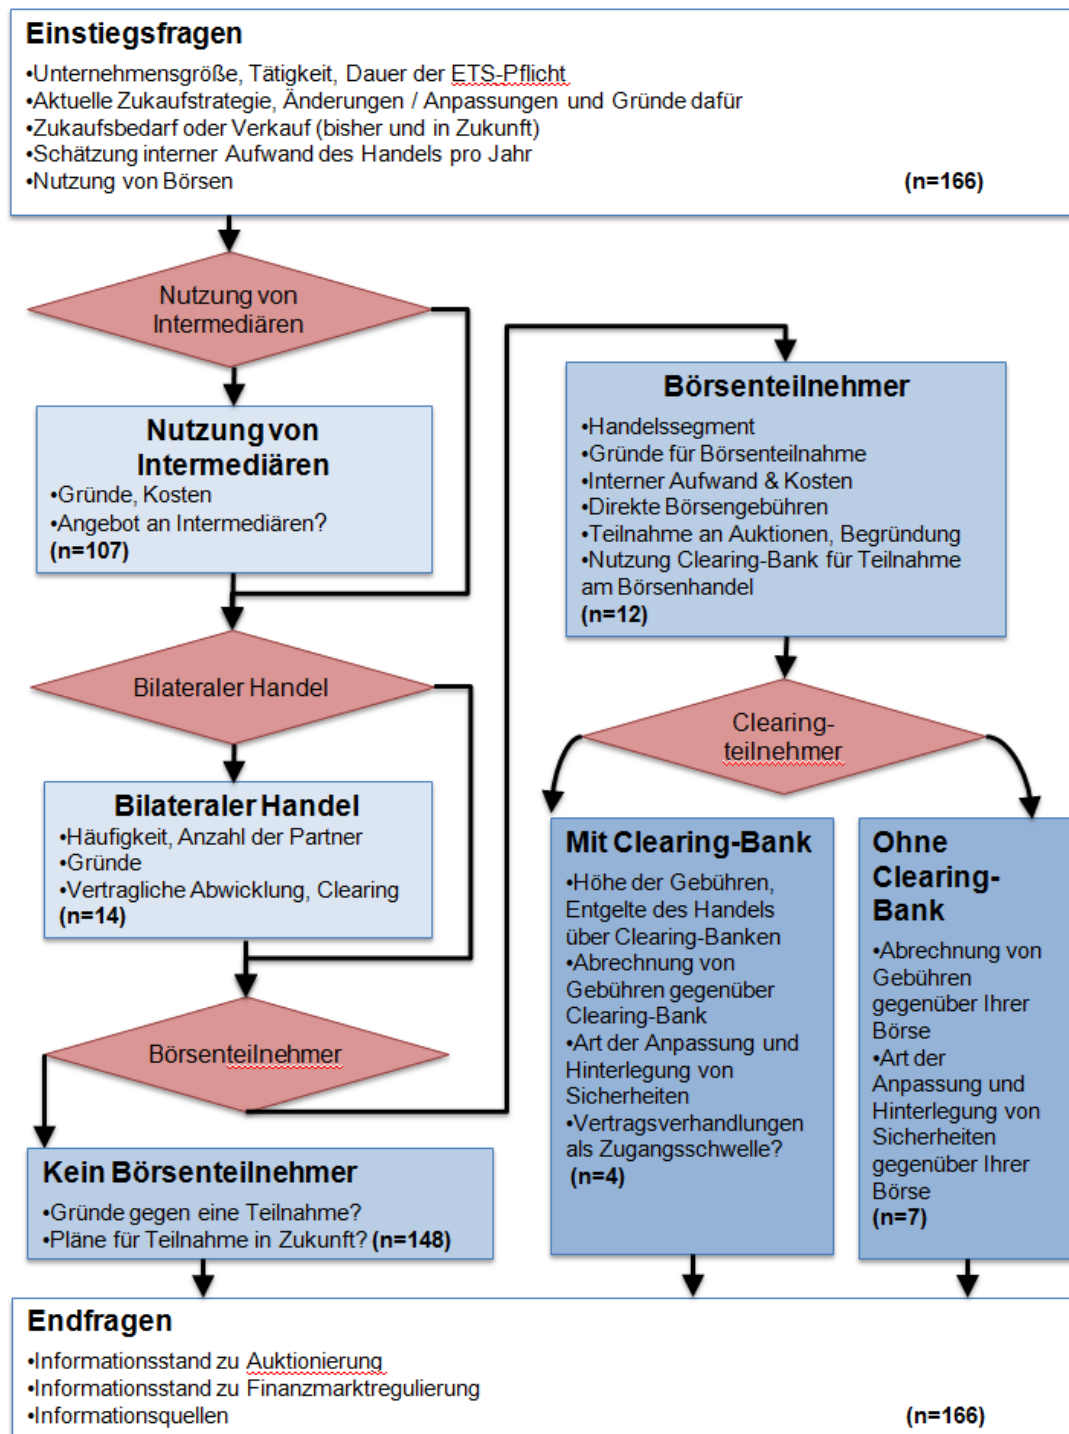 Einstiegsfragen
•Unternehmensgröße, Tätigkeit, Dauer der ETS-Pflicht
•Aktuelle Zukaufstrategie, Änderungen / Anpassungen und Gründe dafür
•Zukaufsbedarf oder Verkauf (bisher und in Zukunft)
•Schätzung interner Aufwand des Handels pro Jahr
•Nutzung von Börsen (n=166)
Nutzung von
Intermediären
Nutzung von
Intermediären
•Gründe, Kosten
•Angebot an Intermediären?
(n=107)
Bilateraler Handel
Bilateraler Handel
•Häufigkeit, Anzahl der Partner
•Gründe
•Vertragliche Abwicklung, Clearing
(n=14)
Börsenteilnehmer
Kein Börsenteilnehmer
•Gründe gegen eine Teilnahme?
•Pläne für Teilnahme in Zukunft? (n=148)
Börsenteilnehmer
•Handelssegment
•Gründe für Börsenteilnahme
•Interner Aufwand & Kosten
•Direkte Börsengebühren
•Teilnahme an Auktionen, Begründung
•Nutzung Clearing-Bank für Teilnahme
am Börsenhandel
(n=12)
Clearing-
teilnehmer
Mit Clearing-Bank
•Höhe der Gebühren,
Entgelte des Handels
über Clearing-Banken
•Abrechnung von
Gebühren gegenüber
Clearing-Bank
•Art der Anpassung und
Hinterlegung von
Sicherheiten
•Vertragsverhandlungen
als Zugangsschwelle?
(n=4)
Ohne
Clearing-
Bank
•Abrechnung von
Gebühren
gegenüber Ihrer
Börse
•Art der
Anpassung und
Hinterlegung von
Sicherheiten
gegenüber Ihrer
Börse
(n=7)
Endfragen
•Informationsstand zu Auktionierung
•Informationsstand zu Finanzmarktregulierung
•Informationsquellen (n=166)